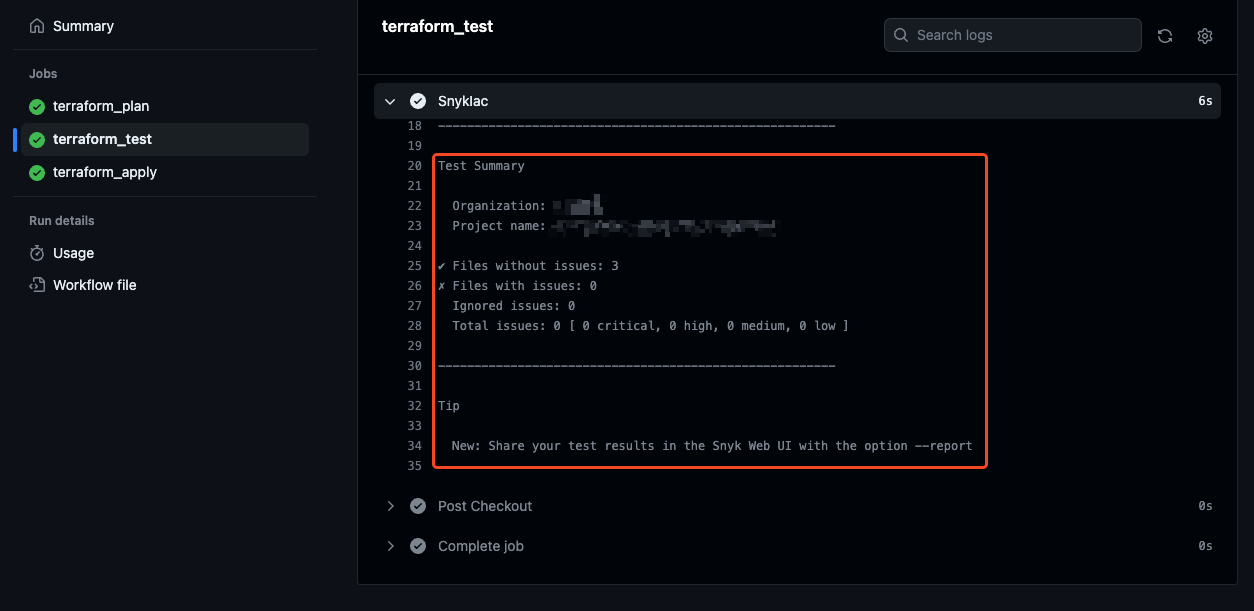 Summary
Jobs
terraform_plan
terraform_test
terraform_apply
Run details
Usage
Workflow file
terraform_test
Search logs
SnykIac 6s
18 -------------------------------------------------------
19
20 Test Summary
21
22 Organization:
23 Project name:
24
25 ✔ Files without issues: 3
26 ✗ Files with issues: 0
27 Ignored issues: 0
28 Total issues: 0 [ 0 critical, 0 high, 0 medium, 0 low ]
29
30 -------------------------------------------------------
31
32 Tip
33
34 New: Share your test results in the Snyk Web UI with the option --report
35
Post Checkout 0s
Complete job 0s